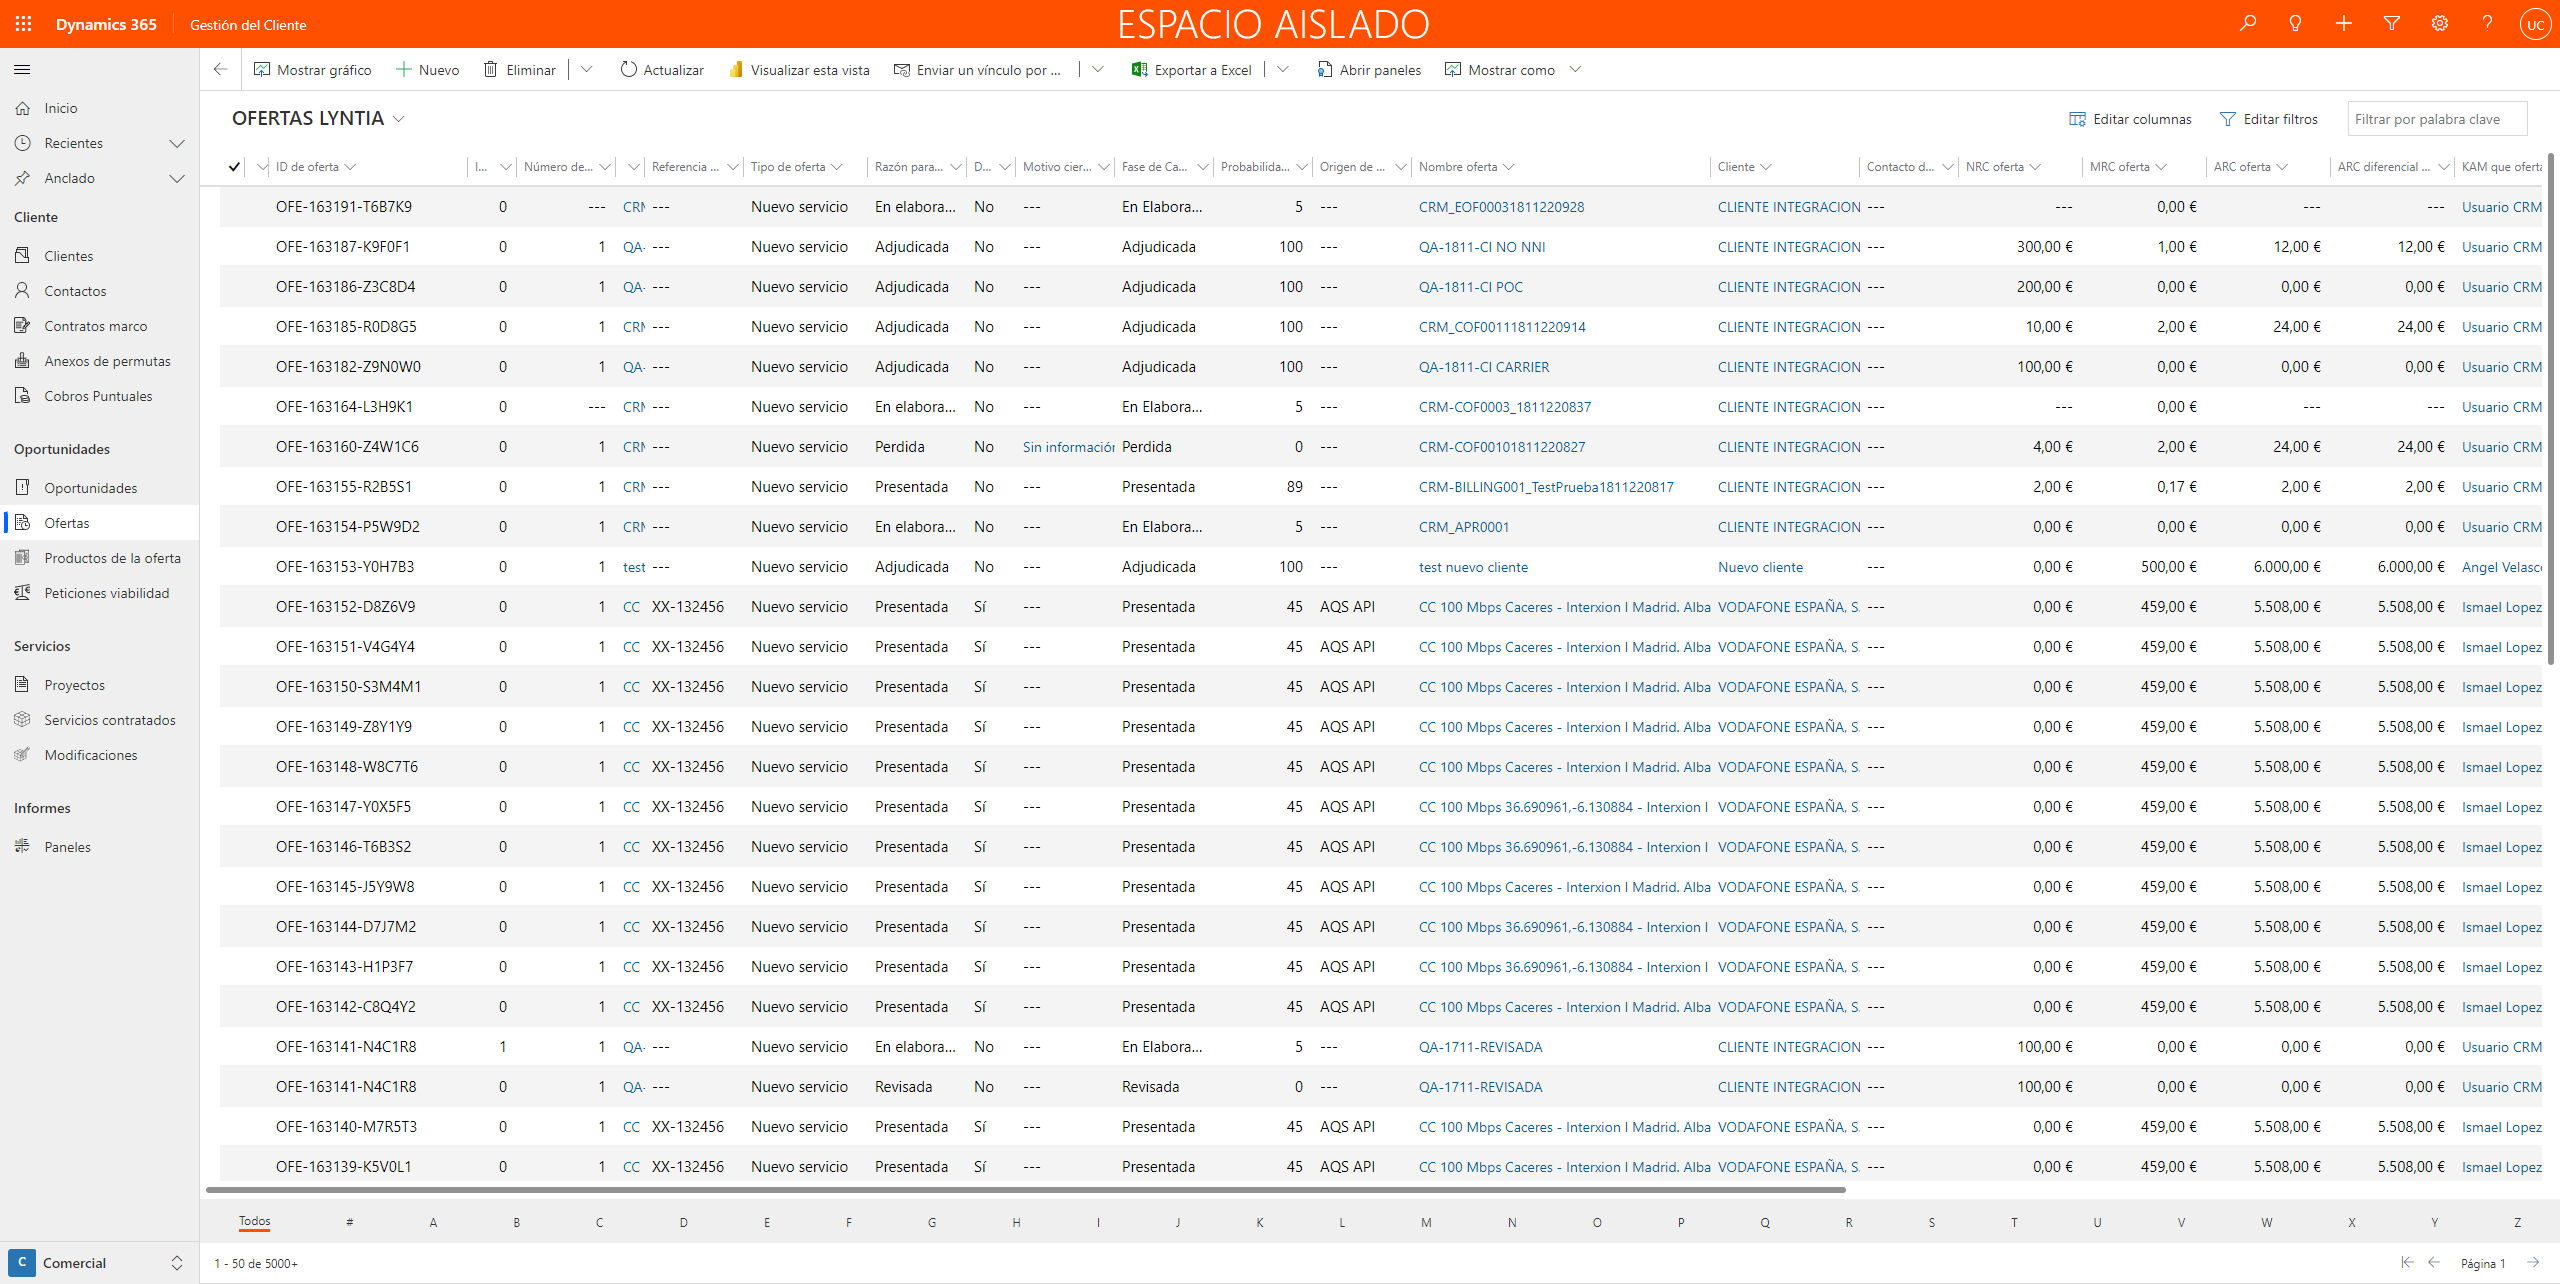 Dynamics 365 Gestión del Cliente ESPACIO AISLADO UC
Mostrar gráfico Nuevo Eliminar Actualizar Visualizar esta vista Enviar un vínculo por ... Exportar a Excel Abrir paneles Mostrar como
Inicio
Recientes
Anclado
Cliente
Clientes
Contactos
Contratos marco
Anexos de permutas
Cobros Puntuales
Oportunidades
Oportunidades
Ofertas
Productos de la oferta
Peticiones viabilidad
Servicios
Proyectos
Servicios contratados
Modificaciones
Informes
Paneles
C Comercial
OFERTAS LYNTIA Editar columnas Editar filtros Filtrar por palabra clave
ID de oferta I... Número de... Referencia ... Tipo de oferta Razón para... D... Motivo cier... Fase de Ca... Probabilida... Origen de ... Nombre oferta Cliente Contacto d... NRC oferta MRC oferta ARC oferta ARC diferencial ... KAM que oferta
OFE-163191-T6B7K9 0 --- CRM --- Nuevo servicio En elabora... No --- En Elabora... 5 --- CRM_EOF00031811220928 CLIENTE INTEGRACION --- --- 0,00 € --- --- Usuario CRM
OFE-163187-K9F0F1 0 1 QA- --- Nuevo servicio Adjudicada No --- Adjudicada 100 --- QA-1811-CI NO NNI CLIENTE INTEGRACION --- 300,00 € 1,00 € 12,00 € 12,00 € Usuario CRM
OFE-163186-Z3C8D4 0 1 QA- --- Nuevo servicio Adjudicada No --- Adjudicada 100 --- QA-1811-CI POC CLIENTE INTEGRACION --- 200,00 € 0,00 € 0,00 € 0,00 € Usuario CRM
OFE-163185-R0D8G5 0 1 CRM --- Nuevo servicio Adjudicada No --- Adjudicada 100 --- CRM_COF00111811220914 CLIENTE INTEGRACION --- 10,00 € 2,00 € 24,00 € 24,00 € Usuario CRM
OFE-163182-Z9N0W0 0 1 QA- --- Nuevo servicio Adjudicada No --- Adjudicada 100 --- QA-1811-CI CARRIER CLIENTE INTEGRACION --- 100,00 € 0,00 € 0,00 € 0,00 € Usuario CRM
OFE-163164-L3H9K1 0 --- CRM --- Nuevo servicio En elabora... No --- En Elabora... 5 --- CRM-COF0003_1811220837 CLIENTE INTEGRACION --- --- 0,00 € --- --- Usuario CRM
OFE-163160-Z4W1C6 0 1 CRM --- Nuevo servicio Perdida No Sin información Perdida 0 --- CRM-COF00101811220827 CLIENTE INTEGRACION --- 4,00 € 2,00 € 24,00 € 24,00 € Usuario CRM
OFE-163155-R2B5S1 0 1 CRM --- Nuevo servicio Presentada No --- Presentada 89 --- CRM-BILLING001_TestPrueba1811220817 CLIENTE INTEGRACION --- 2,00 € 0,17 € 2,00 € 2,00 € Usuario CRM
OFE-163154-P5W9D2 0 1 CRM --- Nuevo servicio En elabora... No --- En Elabora... 5 --- CRM_APR0001 CLIENTE INTEGRACION --- 0,00 € 0,00 € 0,00 € 0,00 € Usuario CRM
OFE-163153-Y0H7B3 0 1 test --- Nuevo servicio Adjudicada No --- Adjudicada 100 --- test nuevo cliente Nuevo cliente --- 0,00 € 500,00 € 6.000,00 € 6.000,00 € Angel Velasco
OFE-163152-D8Z6V9 0 1 CC XX-132456 Nuevo servicio Presentada Sí --- Presentada 45 AQS API CC 100 Mbps Caceres - Interxion I Madrid. Alba VODAFONE ESPAÑA, S. --- 0,00 € 459,00 € 5.508,00 € 5.508,00 € Ismael Lopez
OFE-163151-V4G4Y4 0 1 CC XX-132456 Nuevo servicio Presentada Sí --- Presentada 45 AQS API CC 100 Mbps Caceres - Interxion I Madrid. Alba VODAFONE ESPAÑA, S. --- 0,00 € 459,00 € 5.508,00 € 5.508,00 € Ismael Lopez
OFE-163150-S3M4M1 0 1 CC XX-132456 Nuevo servicio Presentada Sí --- Presentada 45 AQS API CC 100 Mbps Caceres - Interxion I Madrid. Alba VODAFONE ESPAÑA, S. --- 0,00 € 459,00 € 5.508,00 € 5.508,00 € Ismael Lopez
OFE-163149-Z8Y1Y9 0 1 CC XX-132456 Nuevo servicio Presentada Sí --- Presentada 45 AQS API CC 100 Mbps Caceres - Interxion I Madrid. Alba VODAFONE ESPAÑA, S. --- 0,00 € 459,00 € 5.508,00 € 5.508,00 € Ismael Lopez
OFE-163148-W8C7T6 0 1 CC XX-132456 Nuevo servicio Presentada Sí --- Presentada 45 AQS API CC 100 Mbps Caceres - Interxion I Madrid. Alba VODAFONE ESPAÑA, S. --- 0,00 € 459,00 € 5.508,00 € 5.508,00 € Ismael Lopez
OFE-163147-Y0X5F5 0 1 CC XX-132456 Nuevo servicio Presentada Sí --- Presentada 45 AQS API CC 100 Mbps 36.690961,-6.130884 - Interxion I VODAFONE ESPAÑA, S. --- 0,00 € 459,00 € 5.508,00 € 5.508,00 € Ismael Lopez
OFE-163146-T6B3S2 0 1 CC XX-132456 Nuevo servicio Presentada Sí --- Presentada 45 AQS API CC 100 Mbps 36.690961,-6.130884 - Interxion I VODAFONE ESPAÑA, S. --- 0,00 € 459,00 € 5.508,00 € 5.508,00 € Ismael Lopez
OFE-163145-J5Y9W8 0 1 CC XX-132456 Nuevo servicio Presentada Sí --- Presentada 45 AQS API CC 100 Mbps Caceres - Interxion I Madrid. Alba VODAFONE ESPAÑA, S. --- 0,00 € 459,00 € 5.508,00 € 5.508,00 € Ismael Lopez
OFE-163144-D7J7M2 0 1 CC XX-132456 Nuevo servicio Presentada Sí --- Presentada 45 AQS API CC 100 Mbps 36.690961,-6.130884 - Interxion I VODAFONE ESPAÑA, S. --- 0,00 € 459,00 € 5.508,00 € 5.508,00 € Ismael Lopez
OFE-163143-H1P3F7 0 1 CC XX-132456 Nuevo servicio Presentada Sí --- Presentada 45 AQS API CC 100 Mbps 36.690961,-6.130884 - Interxion I VODAFONE ESPAÑA, S. --- 0,00 € 459,00 € 5.508,00 € 5.508,00 € Ismael Lopez
OFE-163142-C8Q4Y2 0 1 CC XX-132456 Nuevo servicio Presentada Sí --- Presentada 45 AQS API CC 100 Mbps Caceres - Interxion I Madrid. Alba VODAFONE ESPAÑA, S. --- 0,00 € 459,00 € 5.508,00 € 5.508,00 € Ismael Lopez
OFE-163141-N4C1R8 1 1 QA- --- Nuevo servicio En elabora... No --- En Elabora... 5 --- QA-1711-REVISADA CLIENTE INTEGRACION --- 100,00 € 0,00 € 0,00 € 0,00 € Usuario CRM
OFE-163141-N4C1R8 0 1 QA- --- Nuevo servicio Revisada No --- Revisada 0 --- QA-1711-REVISADA CLIENTE INTEGRACION --- 100,00 € 0,00 € 0,00 € 0,00 € Usuario CRM
OFE-163140-M7R5T3 0 1 CC XX-132456 Nuevo servicio Presentada Sí --- Presentada 45 AQS API CC 100 Mbps Caceres - Interxion I Madrid. Alba VODAFONE ESPAÑA, S. --- 0,00 € 459,00 € 5.508,00 € 5.508,00 € Ismael Lopez
OFE-163139-K5V0L1 0 1 CC XX-132456 Nuevo servicio Presentada Sí --- Presentada 45 AQS API CC 100 Mbps Caceres - Interxion I Madrid. Alba VODAFONE ESPAÑA, S. --- 0,00 € 459,00 € 5.508,00 € 5.508,00 € Ismael Lopez
Todos # A B C D E F G H I J K L M N O P Q R S T U V W X Y Z
1 - 50 de 5000+ Página 1